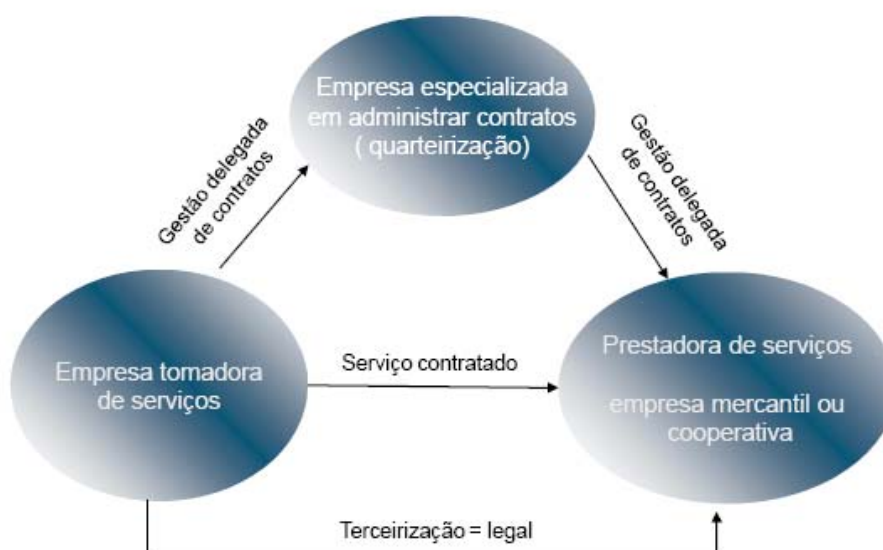 Empresa especializada
em administrar contratos
( quarteirização)
Gestão delegada
de contratos
Gestão delegada
de contratos
Empresa tomadora
de serviços
Serviço contratado
Prestadora de serviços
empresa mercantil ou
cooperativa
Terceirização = legal